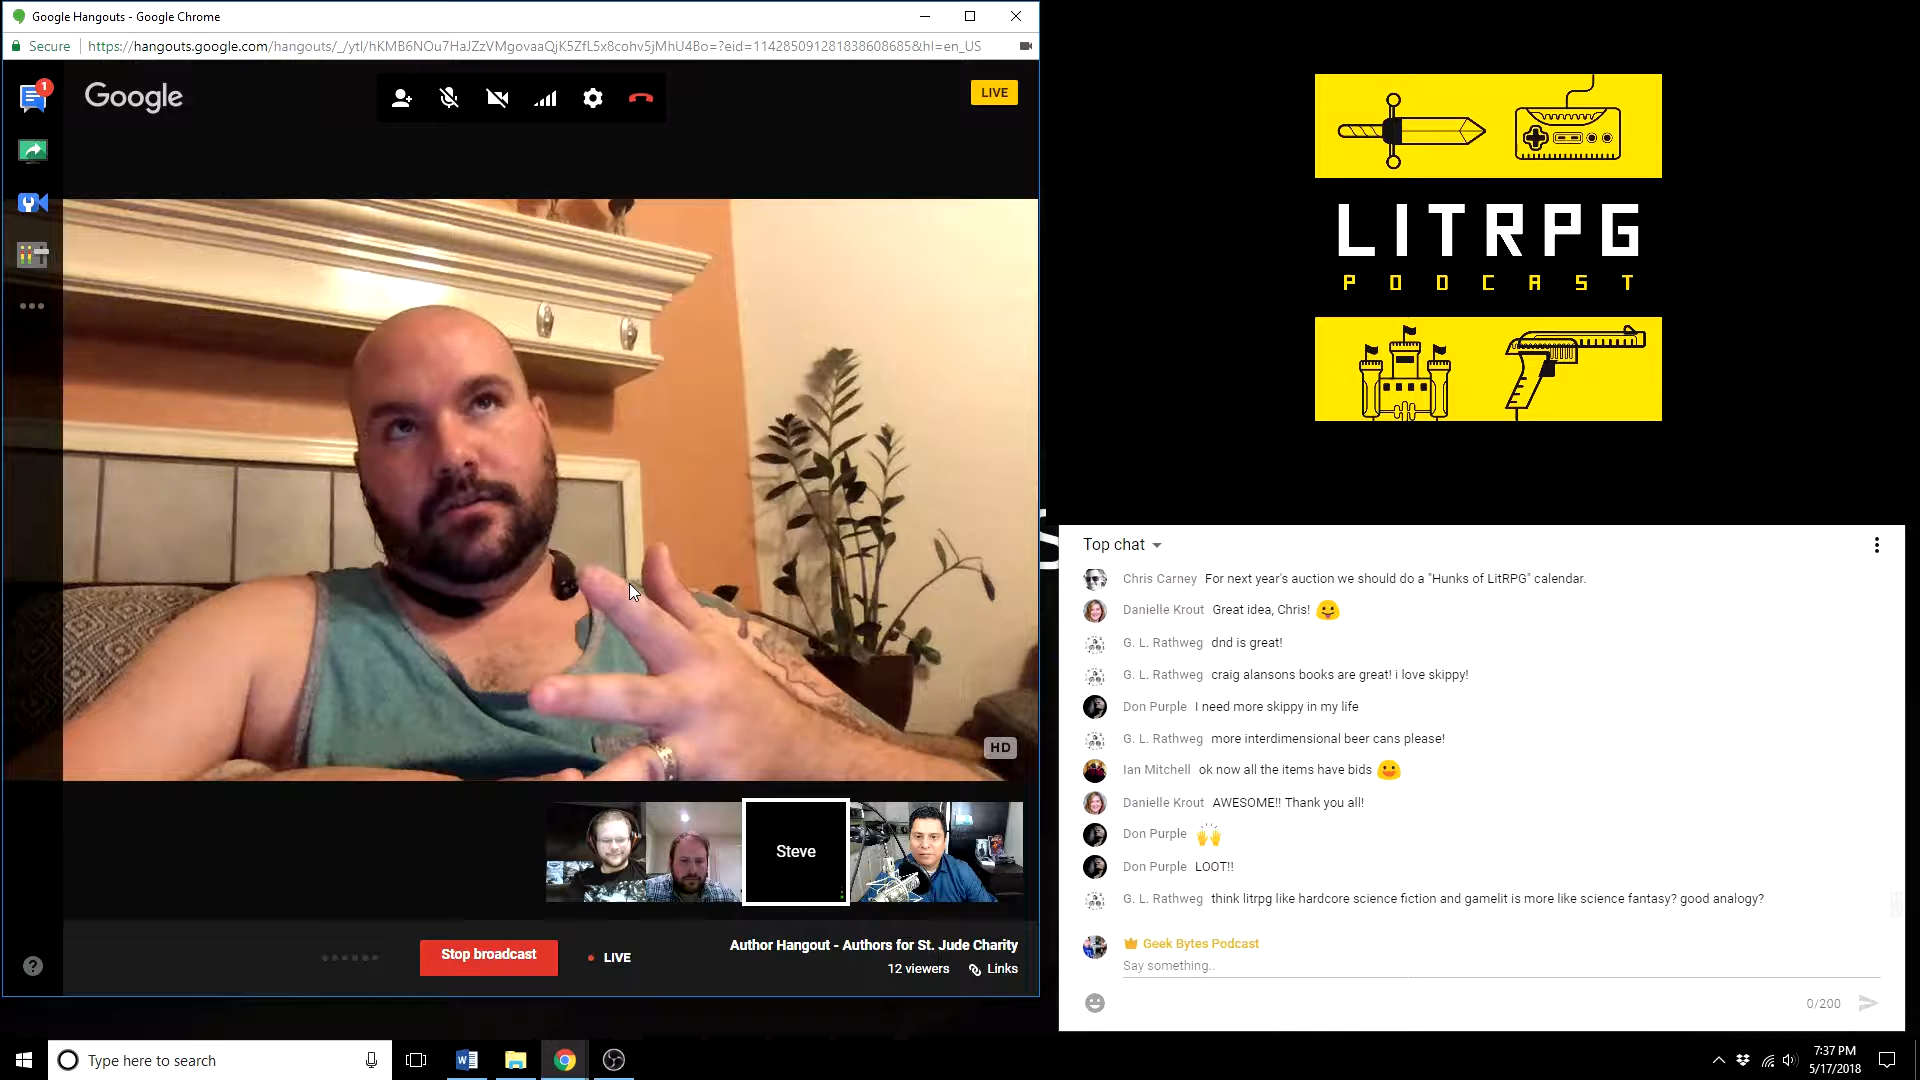 Google Hangouts - Google Chrome
Secure https://hangouts.google.com/hangouts/_/ytl/hKMB6NOu7HaJZzVMgovaaQjK5ZfL5x8cohv5jMhU4Bo=?eid=114285091281838608685&hl=en_US
1
Google
LIVE
HD
Steve
Stop broadcast
LIVE
Author Hangout - Authors for St. Jude Charity
12 viewers
Links
LITRPG
PODCAST
S
Top chat
Chris Carney For next year's auction we should do a "Hunks of LitRPG" calendar.
Danielle Krout Great idea, Chris!
G. L. Rathweg dnd is great!
G. L. Rathweg craig alansons books are great! i love skippy!
Don Purple I need more skippy in my life
G. L. Rathweg more interdimensional beer cans please!
Ian Mitchell ok now all the items have bids
Danielle Krout AWESOME!! Thank you all!
Don Purple
Don Purple LOOT!!
G. L. Rathweg think litrpg like hardcore science fiction and gamelit is more like science fantasy? good analogy?
Geek Bytes Podcast
Say something..
0/200
Type here to search
7:37 PM
5/17/2018